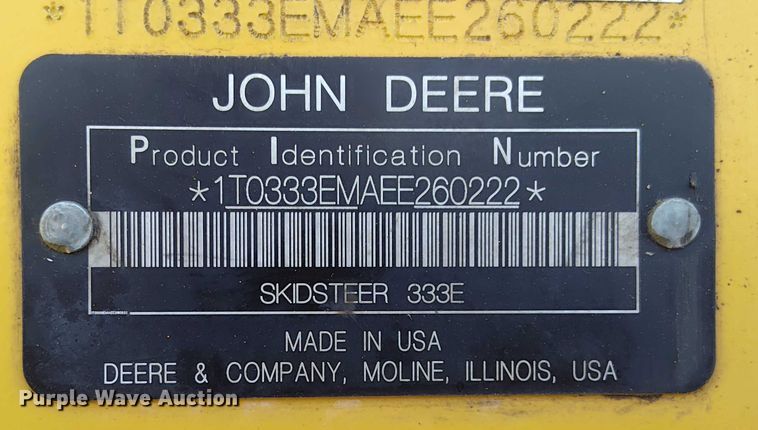 *1T0333EMAEE260222*
JOHN DEERE
Product Identification Number
*1T0333EMAEE260222*
SKIDSTEER 333E
MADE IN USA
DEERE & COMPANY, MOLINE, ILLINOIS, USA
Purple Wave Auction